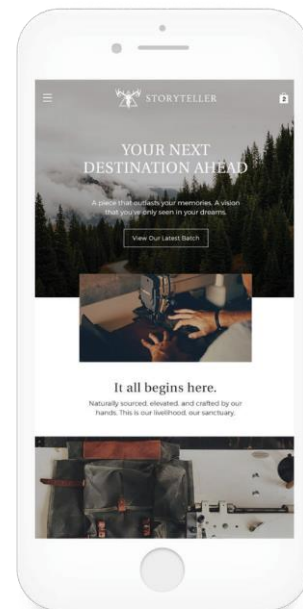 STORYTELLER
2
YOUR NEXT
DESTINATION AHEAD
A piece that outlasts your memories. A vision
that you've only seen in your dreams.
View Our Latest Batch
It all begins here.
Naturally sourced, elevated, and crafted by our
hands. This is our livelihood, our sanctuary.